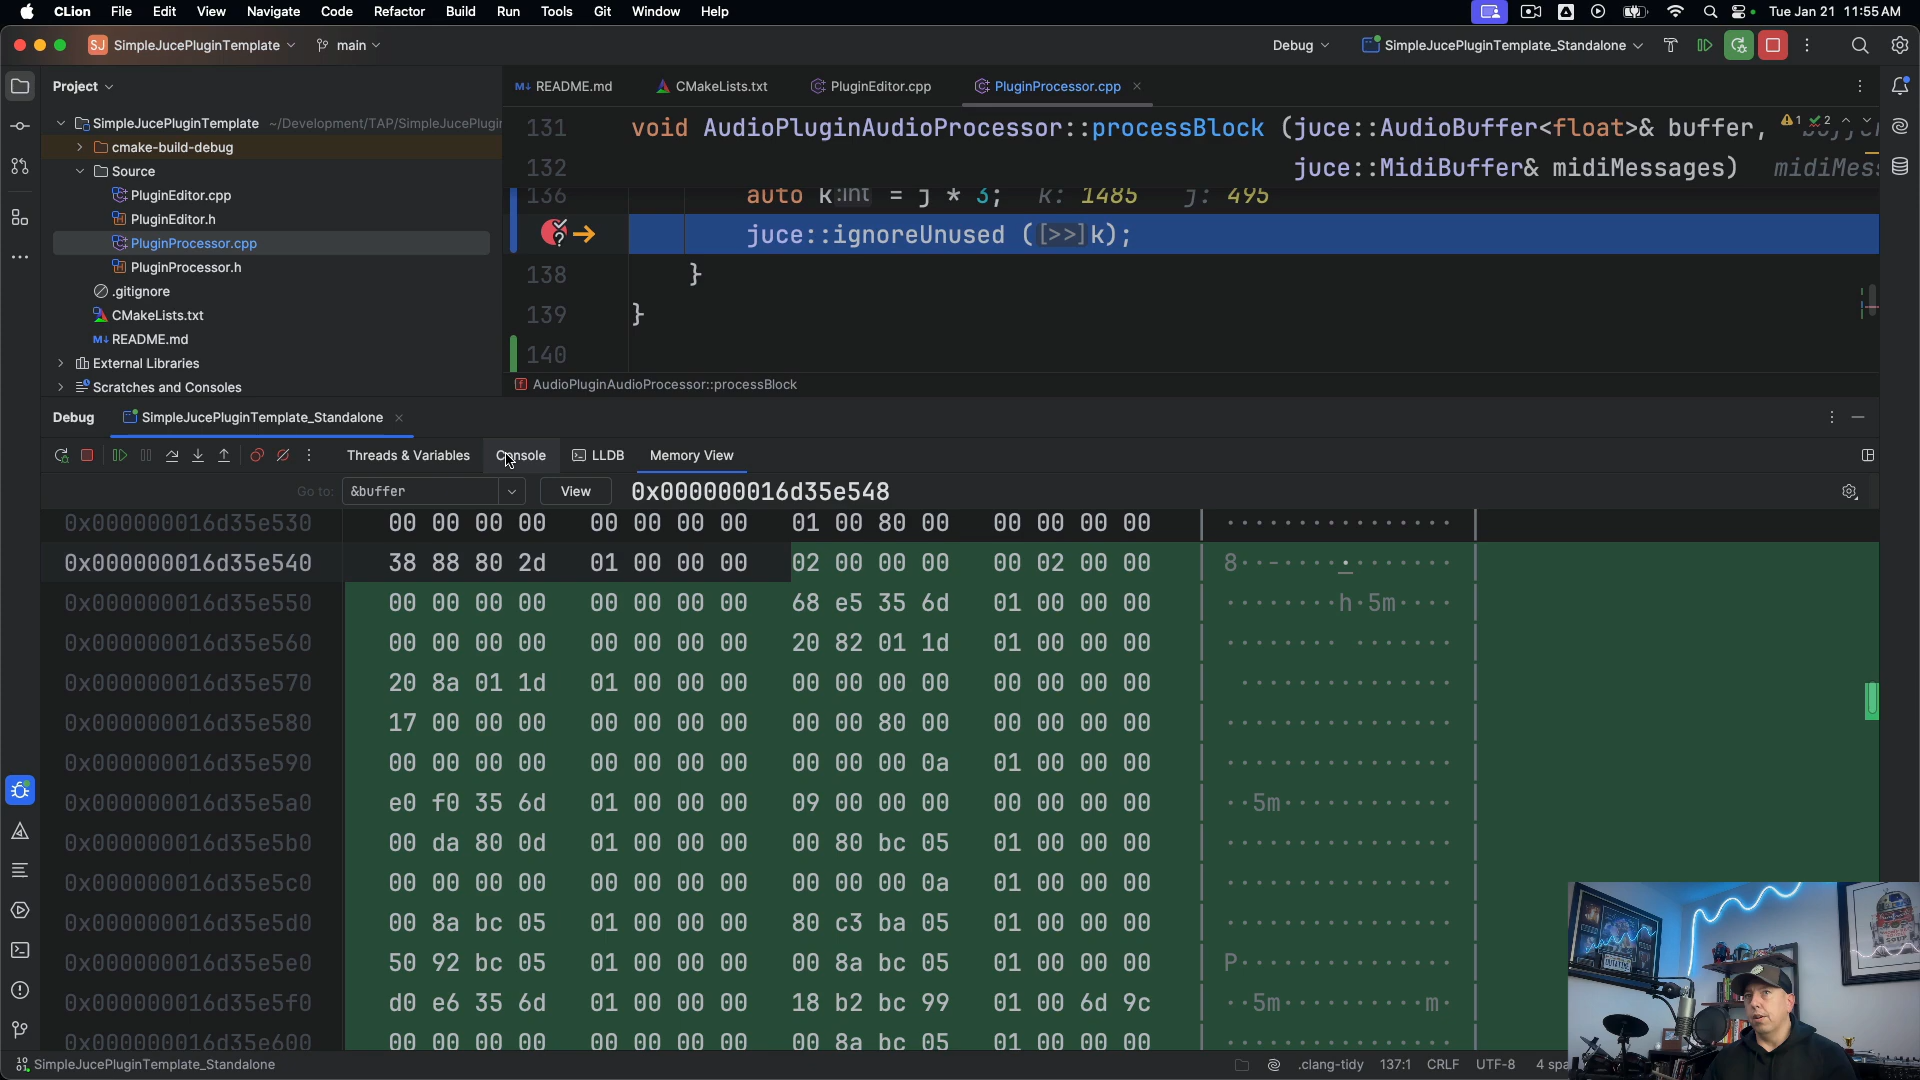 CLion File Edit View Navigate Code Refactor Build Run Tools Git Window Help Tue Jan 21 11:55 AM
SJ SimpleJucePluginTemplate main Debug SimpleJucePluginTemplate_Standalone
Project
README.md CMakeLists.txt PluginEditor.cpp PluginProcessor.cpp
SimpleJucePluginTemplate ~/Development/TAP/SimpleJucePlugin
cmake-build-debug
Source
PluginEditor.cpp
PluginEditor.h
PluginProcessor.cpp
PluginProcessor.h
.gitignore
CMakeLists.txt
M↓ README.md
External Libraries
Scratches and Consoles
131 void AudioPluginAudioProcessor::processBlock (juce::AudioBuffer<float>& buffer, 1 2
132 juce::MidiBuffer& midiMessages) midiMes
136 auto k:int = j * 3; k: 1485 j: 495
juce::ignoreUnused ([>>]k);
138 }
139 }
140
f AudioPluginAudioProcessor::processBlock
Debug SimpleJucePluginTemplate_Standalone
Threads & Variables Console LLDB Memory View
Go to: &buffer View 0x000000016d35e548
0x000000016d35e530 00 00 00 00 00 00 00 00 01 00 80 00 00 00 00 00 ················
0x000000016d35e540 38 88 80 2d 01 00 00 00 02 00 00 00 00 02 00 00 8··-············
0x000000016d35e550 00 00 00 00 00 00 00 00 68 e5 35 6d 01 00 00 00 ········h·5m····
0x000000016d35e560 00 00 00 00 00 00 00 00 20 82 01 1d 01 00 00 00 ········ ·······
0x000000016d35e570 20 8a 01 1d 01 00 00 00 00 00 00 00 00 00 00 00  ···············
0x000000016d35e580 17 00 00 00 00 00 00 00 00 00 80 00 00 00 00 00 ················
0x000000016d35e590 00 00 00 00 00 00 00 00 00 00 00 0a 01 00 00 00 ················
0x000000016d35e5a0 e0 f0 35 6d 01 00 00 00 09 00 00 00 00 00 00 00 ··5m············
0x000000016d35e5b0 00 da 80 0d 01 00 00 00 00 80 bc 05 01 00 00 00 ················
0x000000016d35e5c0 00 00 00 00 00 00 00 00 00 00 00 0a 01 00 00 00 ················
0x000000016d35e5d0 00 8a bc 05 01 00 00 00 80 c3 ba 05 01 00 00 00 ················
0x000000016d35e5e0 50 92 bc 05 01 00 00 00 00 8a bc 05 01 00 00 00 P···············
0x000000016d35e5f0 d0 e6 35 6d 01 00 00 00 18 b2 bc 99 01 00 6d 9c ··5m··········m·
0x000000016d35e600 00 00 00 00 00 00 00 00 00 8a bc 05 01 00 00 00
SimpleJucePluginTemplate_Standalone .clang-tidy 137:1 CRLF UTF-8 4 spa